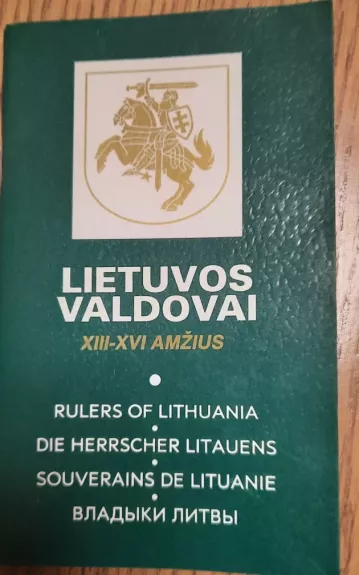 LIETUVOS
VALDOVAI
XIII-XVI AMŽIUS
RULERS OF LITHUANIA
DIE HERRSCHER LITAUENS
SOUVERAINS DE LITUANIE
ВЛАДЫКИ ЛИТВЫ